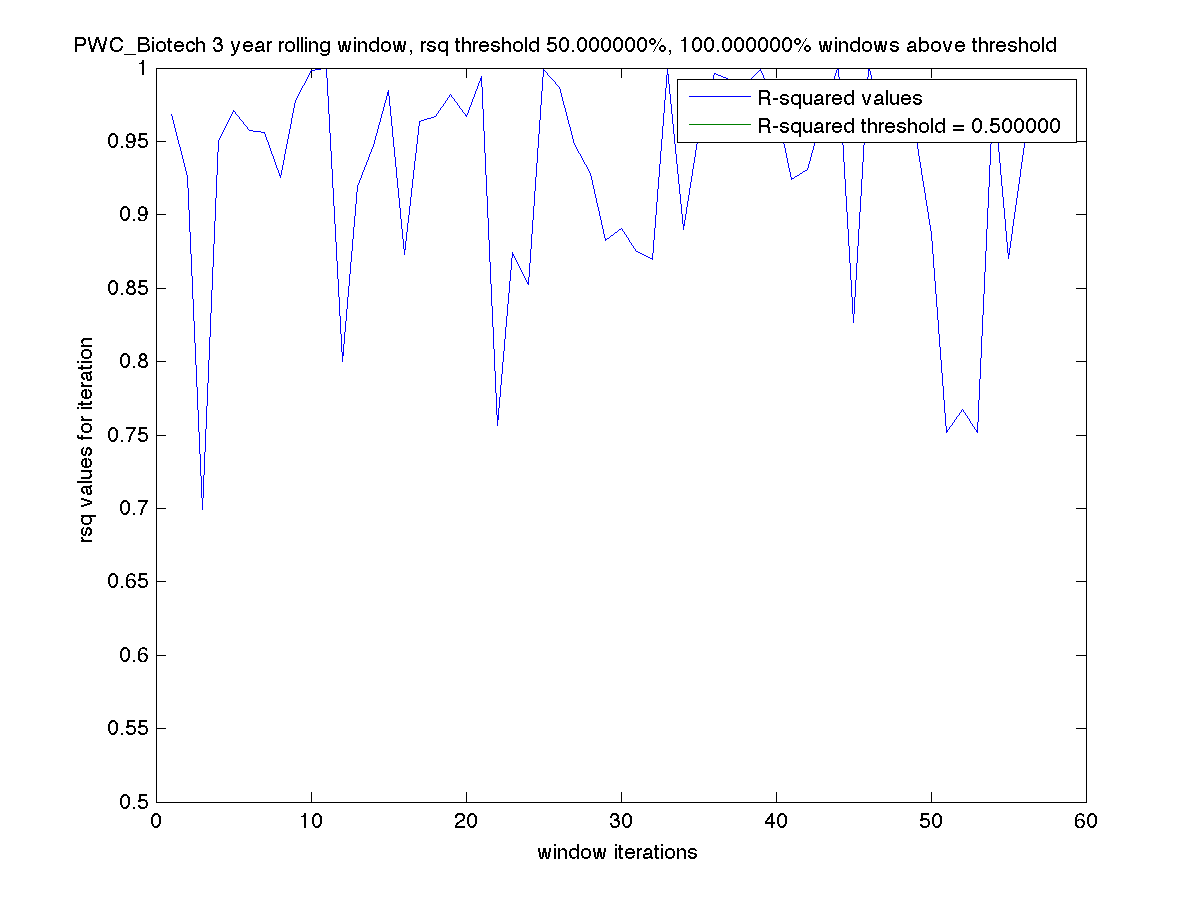 PWC_Biotech 3 year rolling window, rsq threshold 50.000000%, 100.000000% windows above threshold
R-squared values
R-squared threshold = 0.500000
1
0.95
0.9
0.85
0.8
0.75
0.7
0.65
0.6
0.55
0.5
rsq values for iteration
0 10 20 30 40 50 60
window iterations